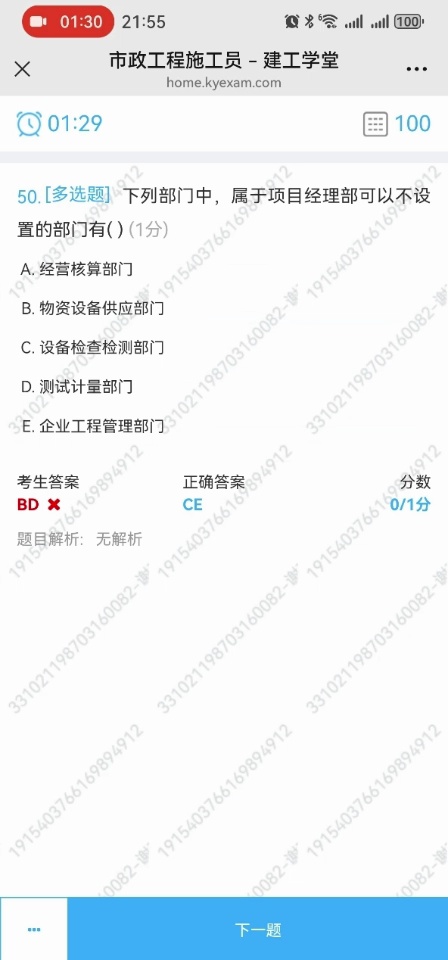 01:30 21:55 6 100
市政工程施工员 - 建工学堂
home.kyexam.com
01:29 100
50. [多选题] 下列部门中，属于项目经理部可以不设
置的部门有( ) (1分)
A. 经营核算部门
B. 物资设备供应部门
C. 设备检查检测部门
D. 测试计量部门
E. 企业工程管理部门
考生答案 正确答案 分数
BD ✖ CE 0/1分
题目解析: 无解析
下一题
1915403766169894912
331021198703160082-谢